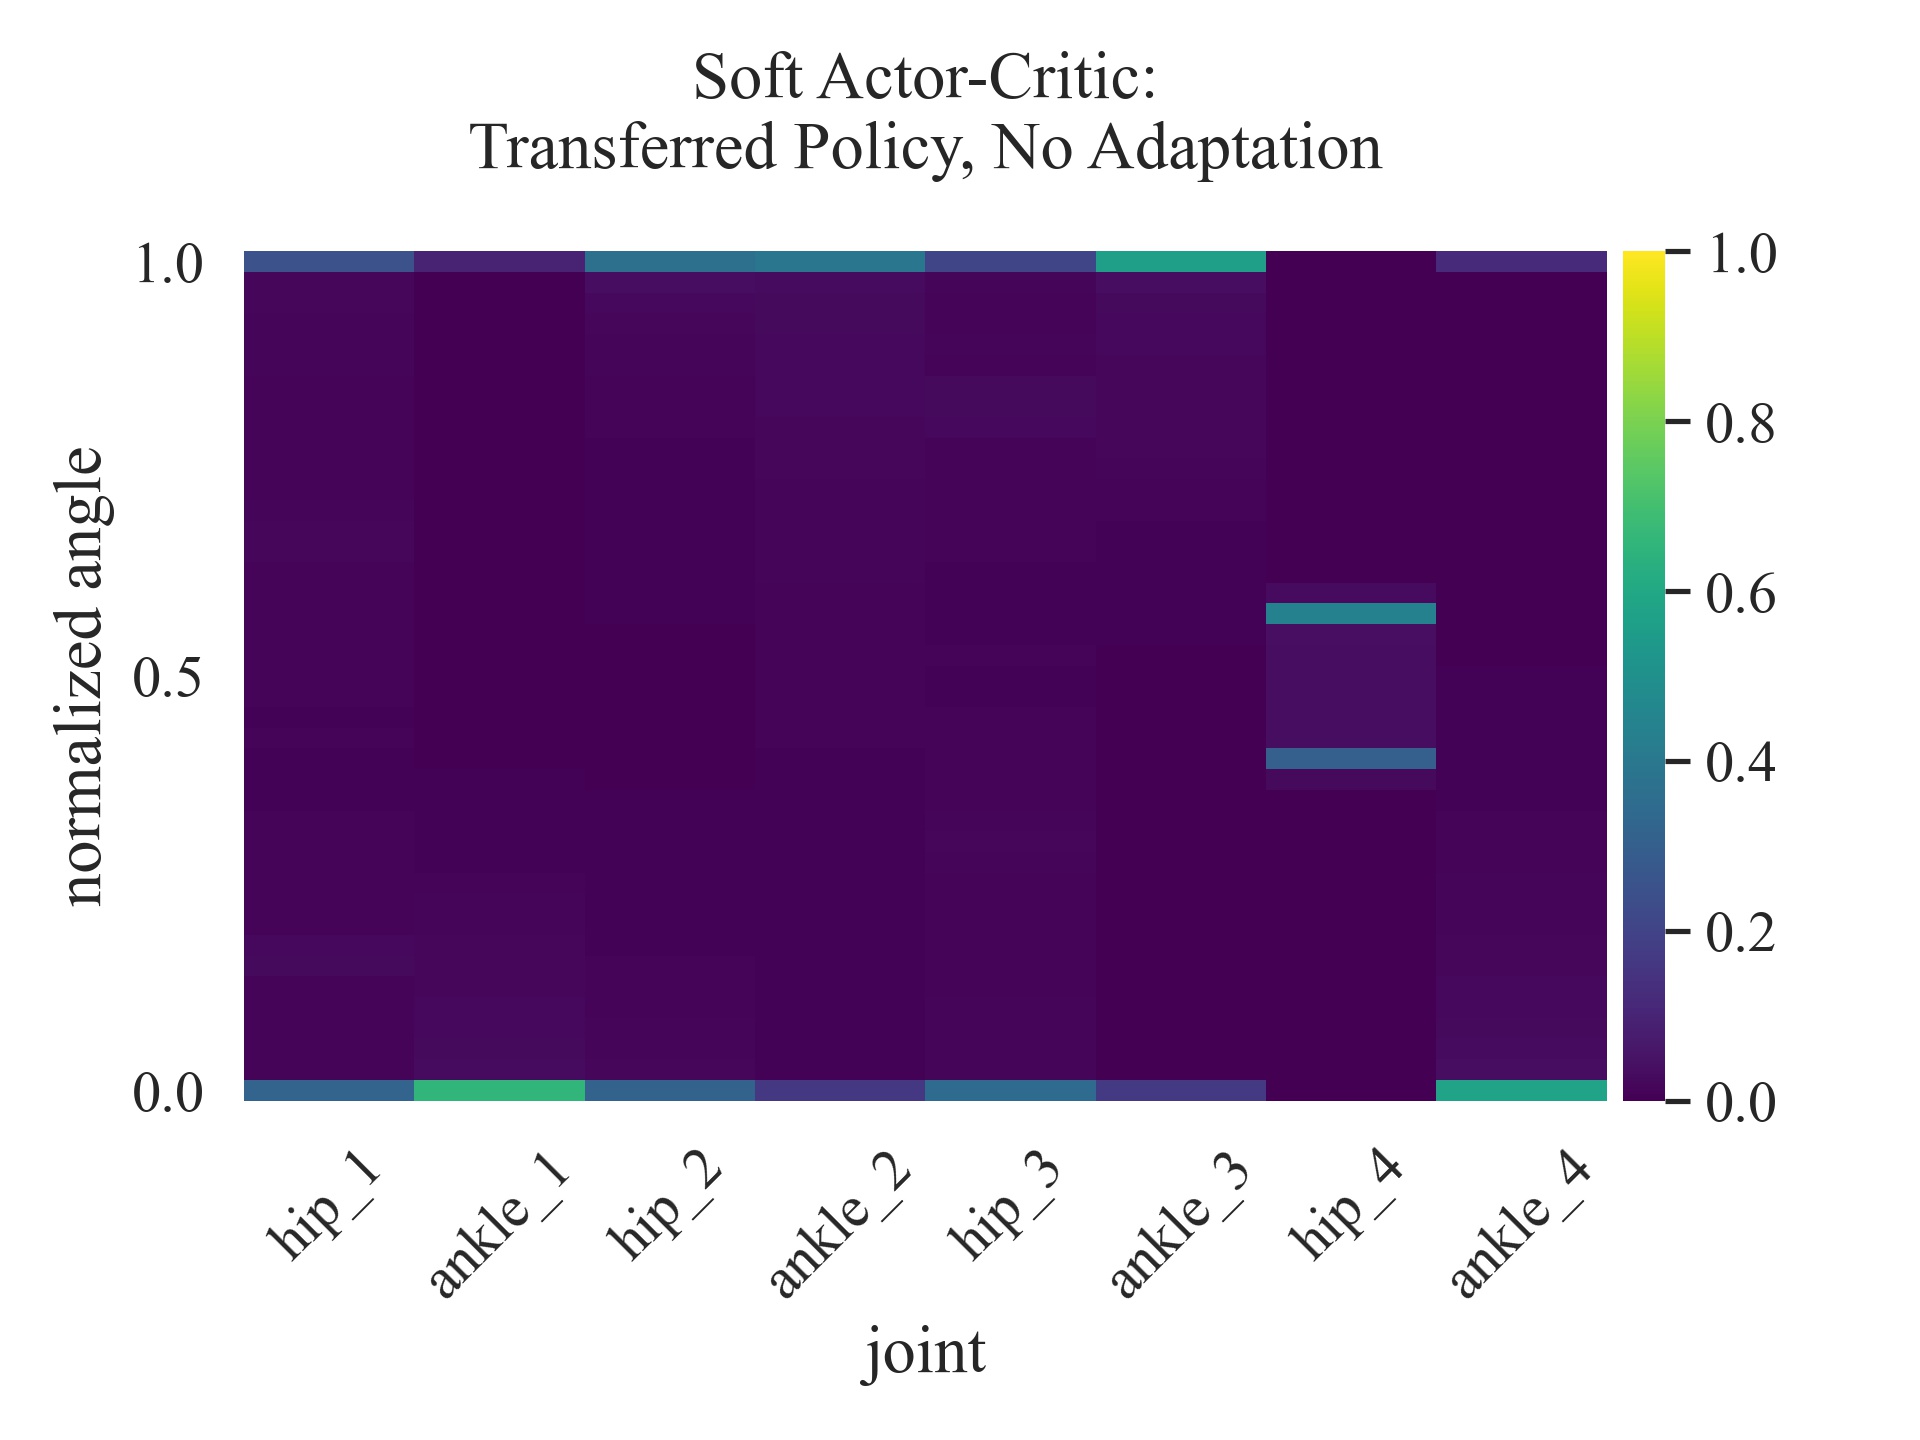 Soft Actor-Critic:
Transferred Policy, No Adaptation
normalized angle
1.0
0.5
0.0
1.0
0.8
0.6
0.4
0.2
0.0
hip_1
ankle_1
hip_2
ankle_2
hip_3
ankle_3
hip_4
ankle_4
joint